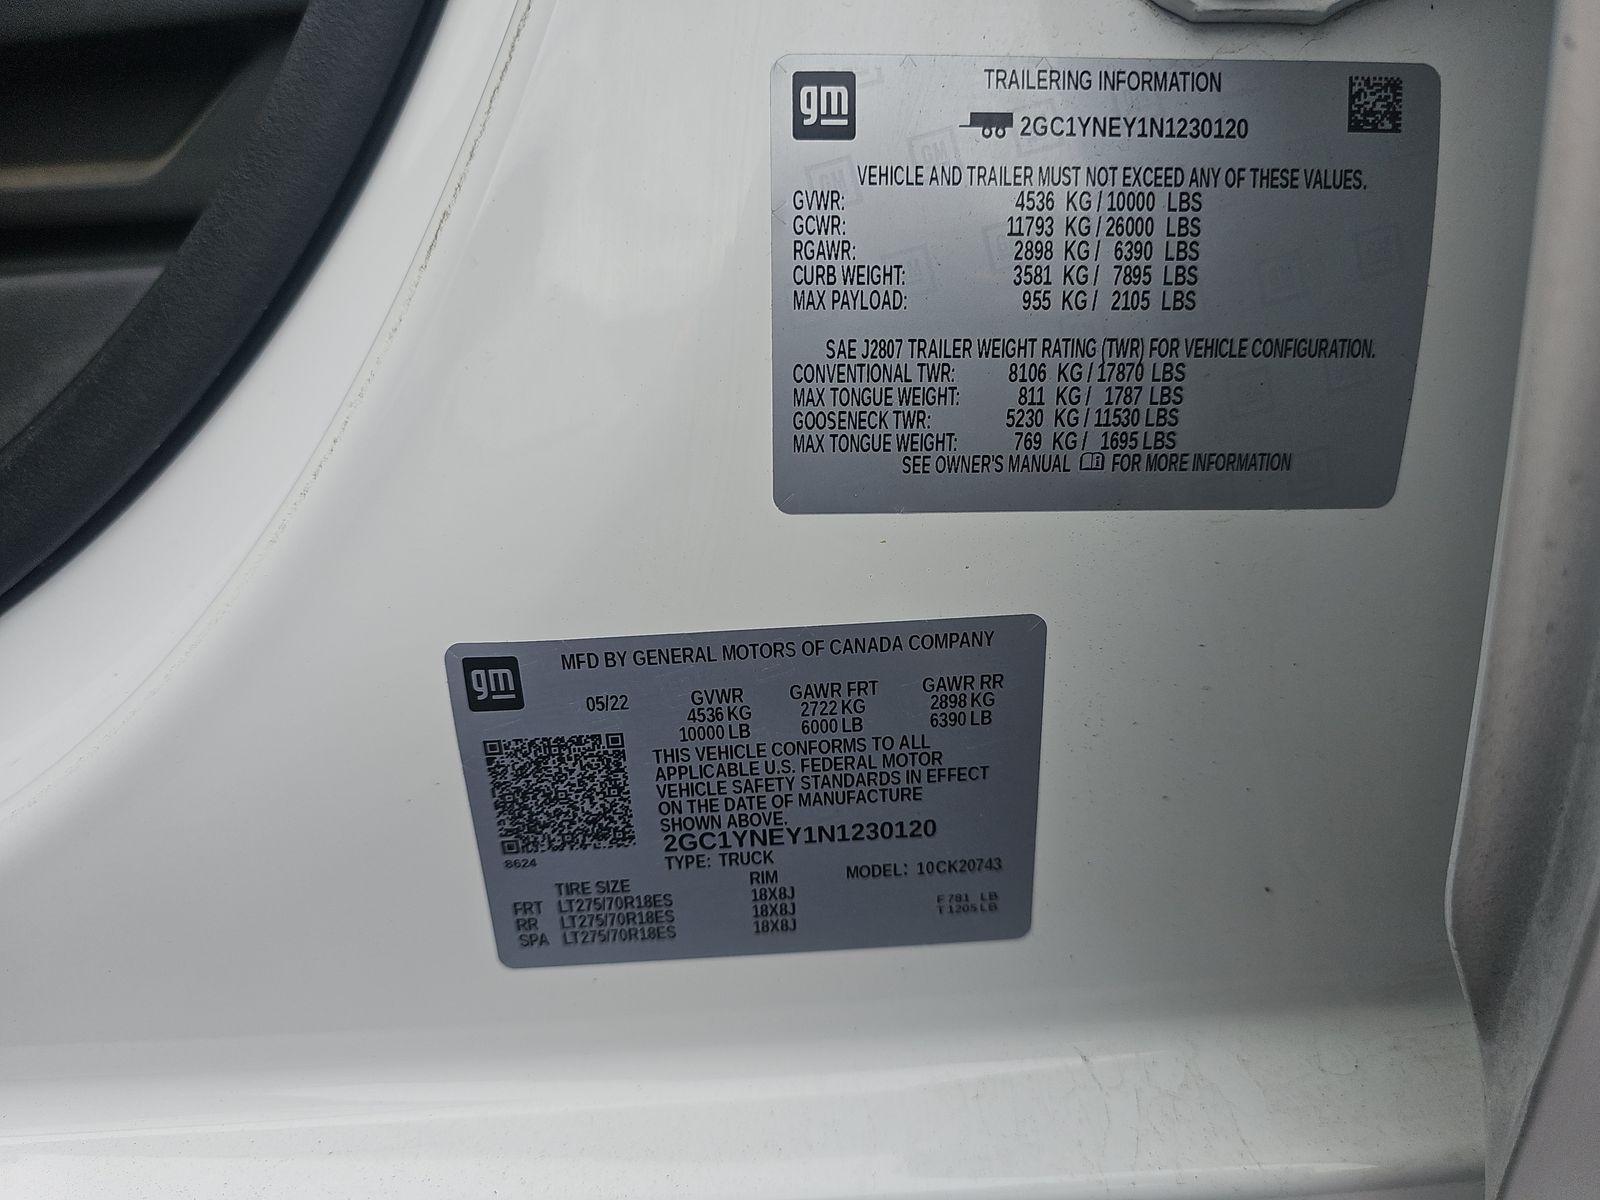 gm
TRAILERING INFORMATION
2GC1YNEY1N1230120
VEHICLE AND TRAILER MUST NOT EXCEED ANY OF THESE VALUES.
GVWR: 4536 KG / 10000 LBS
GCWR: 11793 KG / 26000 LBS
RGAWR: 2898 KG / 6390 LBS
CURB WEIGHT: 3581 KG / 7895 LBS
MAX PAYLOAD: 955 KG / 2105 LBS
SAE J2807 TRAILER WEIGHT RATING (TWR) FOR VEHICLE CONFIGURATION.
CONVENTIONAL TWR: 8106 KG / 17870 LBS
MAX TONGUE WEIGHT: 811 KG / 1787 LBS
GOOSENECK TWR: 5230 KG / 11530 LBS
MAX TONGUE WEIGHT: 769 KG / 1695 LBS
SEE OWNER'S MANUAL FOR MORE INFORMATION
gm
MFD BY GENERAL MOTORS OF CANADA COMPANY
05/22 GVWR GAWR FRT GAWR RR
4536 KG 2722 KG 2898 KG
10000 LB 6000 LB 6390 LB
THIS VEHICLE CONFORMS TO ALL
APPLICABLE U.S. FEDERAL MOTOR
VEHICLE SAFETY STANDARDS IN EFFECT
ON THE DATE OF MANUFACTURE
SHOWN ABOVE.
2GC1YNEY1N1230120
8624
TYPE: TRUCK
MODEL: 10CK20743
TIRE SIZE RIM
FRT LT275/70R18ES 18X8J
RR LT275/70R18ES 18X8J
SPA LT275/70R18ES 18X8J
F 781 LB
T 1205 LB